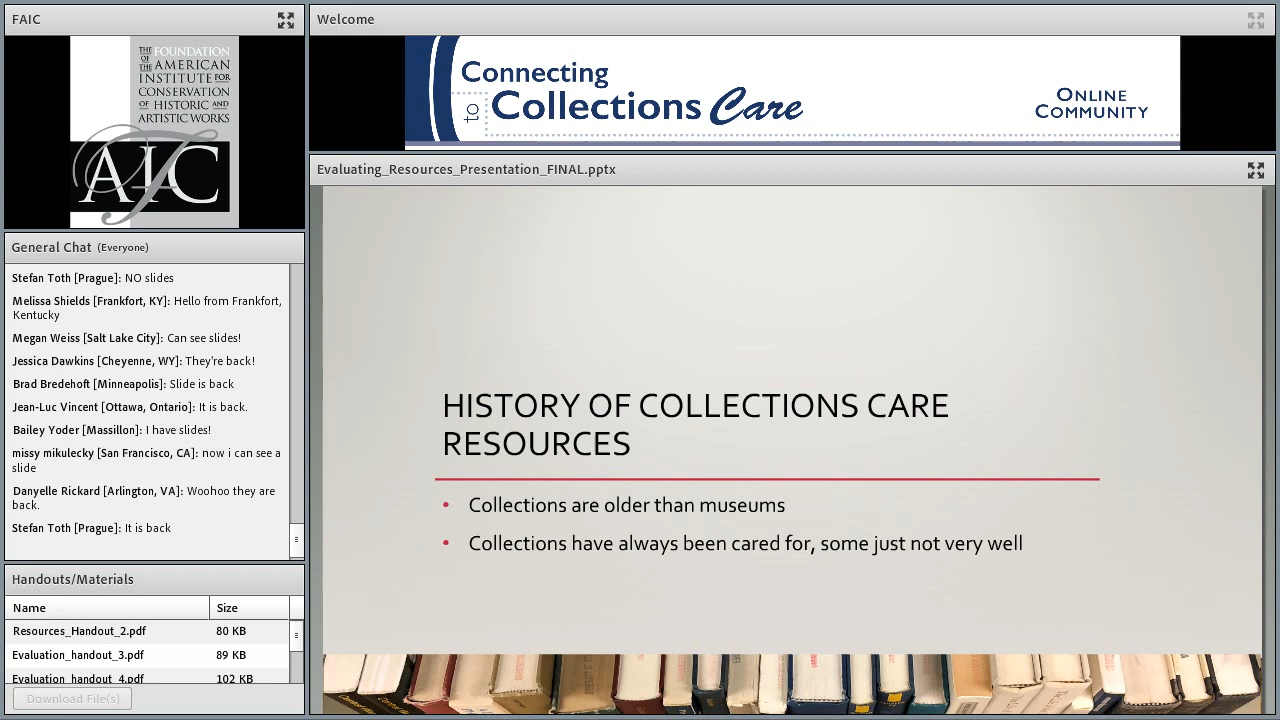 FAIC
THE FOUNDATION
OF THE AMERICAN
INSTITUTE FOR
CONSERVATION
OF HISTORIC AND
ARTISTIC WORKS
AIC
General Chat (Everyone)
Stefan Toth [Prague]: NO slides
Melissa Shields [Frankfort, KY]: Hello from Frankfort,
Kentucky
Megan Weiss [Salt Lake City]: Can see slides!
Jessica Dawkins [Cheyenne, WY]: They're back!
Brad Bredehoft [Minneapolis]: Slide is back
Jean-Luc Vincent [Ottawa, Ontario]: It is back.
Bailey Yoder [Massillon]: I have slides!
missy mikulecky [San Francisco, CA]: now i can see a
slide
Danyelle Rickard [Arlington, VA]: Woohoo they are
back.
Stefan Toth [Prague]: It is back
Handouts/Materials
Name Size
Resources_Handout_2.pdf 80 KB
Evaluation_handout_3.pdf 89 KB
Evaluation_handout_4.pdf 102 KB
Download File(s)
Welcome
Connecting
to Collections Care
ONLINE
COMMUNITY
Evaluating_Resources_Presentation_FINAL.pptx
HISTORY OF COLLECTIONS CARE
RESOURCES
• Collections are older than museums
• Collections have always been cared for, some just not very well